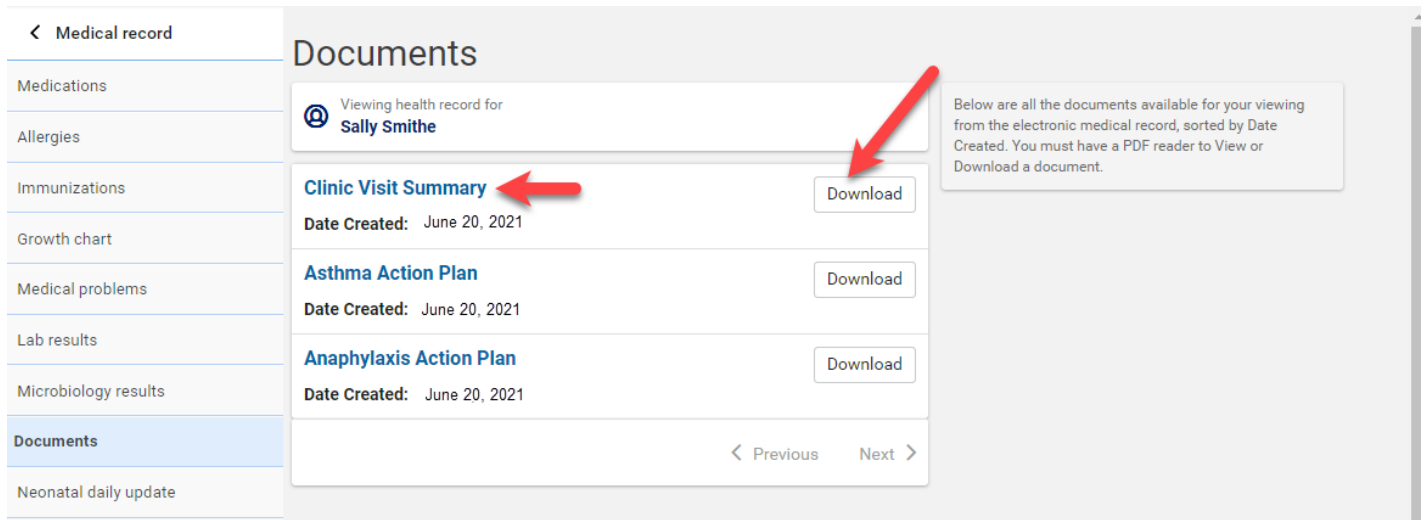 Medical record
Medications
Allergies
Immunizations
Growth chart
Medical problems
Lab results
Microbiology results
Documents
Neonatal daily update
Documents
Viewing health record for
Sally Smithe
Clinic Visit Summary
Download
Date Created: June 20, 2021
Asthma Action Plan
Download
Date Created: June 20, 2021
Anaphylaxis Action Plan
Download
Date Created: June 20, 2021
Previous Next
Below are all the documents available for your viewing
from the electronic medical record, sorted by Date
Created. You must have a PDF reader to View or
Download a document.